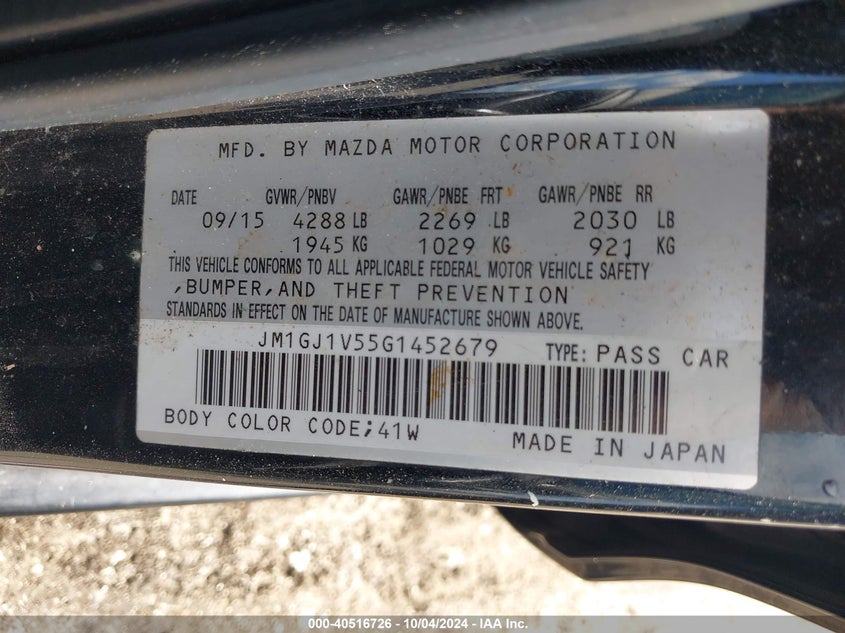 MFD. BY MAZDA MOTOR CORPORATION
DATE GVWR/PNBV GAWR/PNBE FRT GAWR/PNBE RR
09/15 4288 LB 2269 LB 2030 LB
1945 KG 1029 KG 921 KG
THIS VEHICLE CONFORMS TO ALL APPLICABLE FEDERAL MOTOR VEHICLE SAFETY
,BUMPER,AND THEFT PREVENTION
STANDARDS IN EFFECT ON THE DATE OF MANUFACTURE SHOWN ABOVE.
JM1GJ1V55G1452679 TYPE: PASS CAR
BODY COLOR CODE;41W MADE IN JAPAN
000-40516726 - 10/04/2024 - IAA Inc.